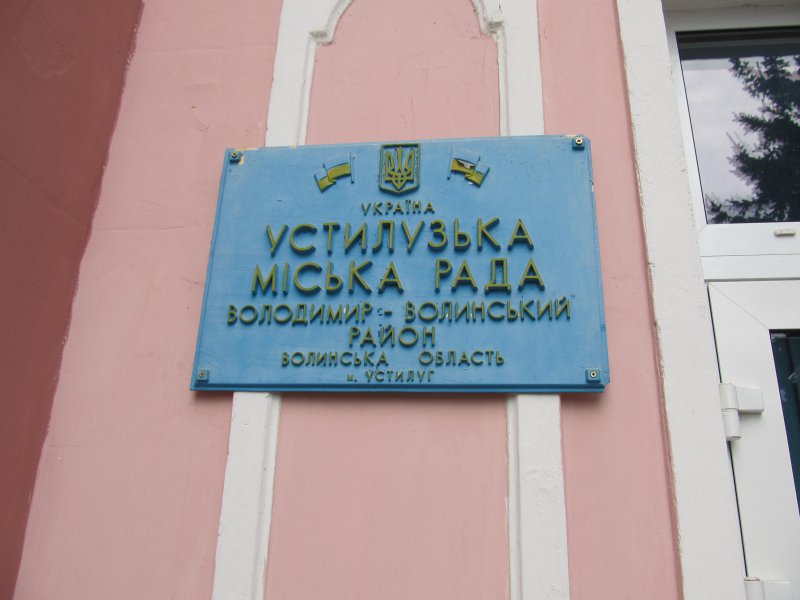 УКРАЇНА
УСТИЛУЗЬКА
МІСЬКА РАДА
ВОЛОДИМИР - ВОЛИНСЬКИЙ
РАЙОН
ВОЛИНСЬКА ОБЛАСТЬ
м. УСТИЛУГ